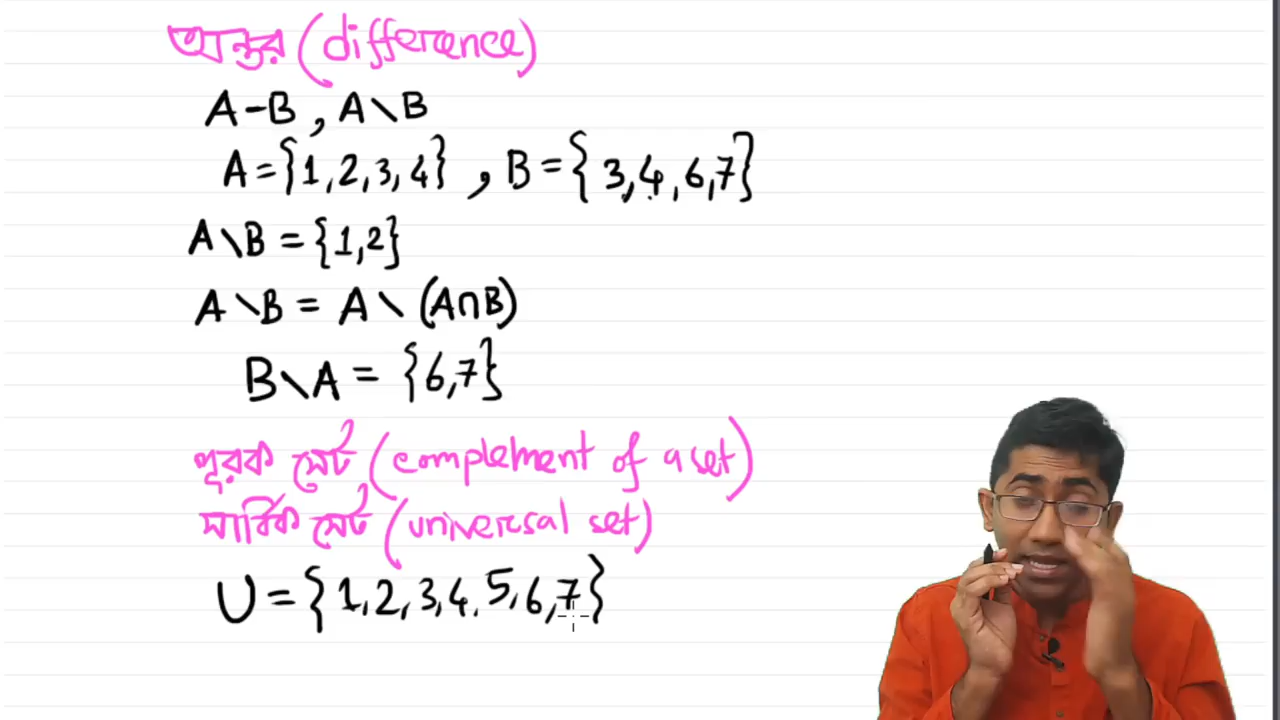 অন্তর (difference)
A-B, A\B
A={1,2,3,4}, B={3,4,6,7}
A\B={1,2}
A\B = A\(A∩B)
B\A = {6,7}
পূরক সেট (complement of a set)
সার্বিক সেট (universal set)
U={1,2,3,4,5,6,7}